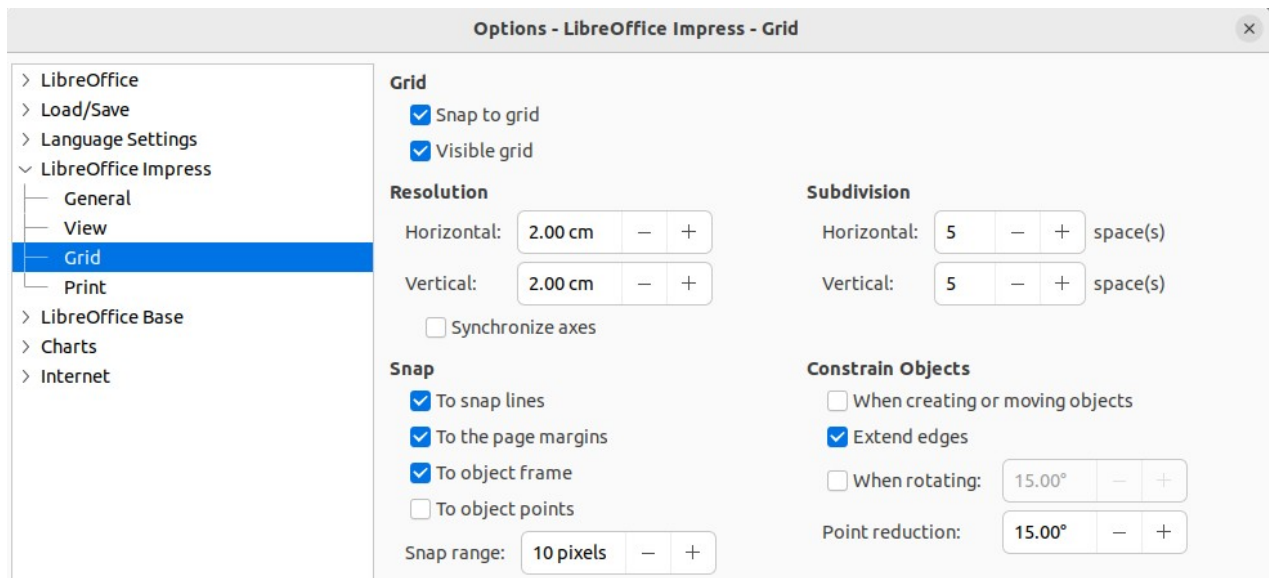 Options - LibreOffice Impress - Grid
LibreOffice
Load/Save
Language Settings
LibreOffice Impress
General
View
Grid
Print
LibreOffice Base
Charts
Internet
Grid
Snap to grid
Visible grid
Resolution
Horizontal: 2.00 cm
Vertical: 2.00 cm
Synchronize axes
Subdivision
Horizontal: 5 space(s)
Vertical: 5 space(s)
Snap
To snap lines
To the page margins
To object frame
To object points
Snap range: 10 pixels
Constrain Objects
When creating or moving objects
Extend edges
When rotating: 15.00°
Point reduction: 15.00°